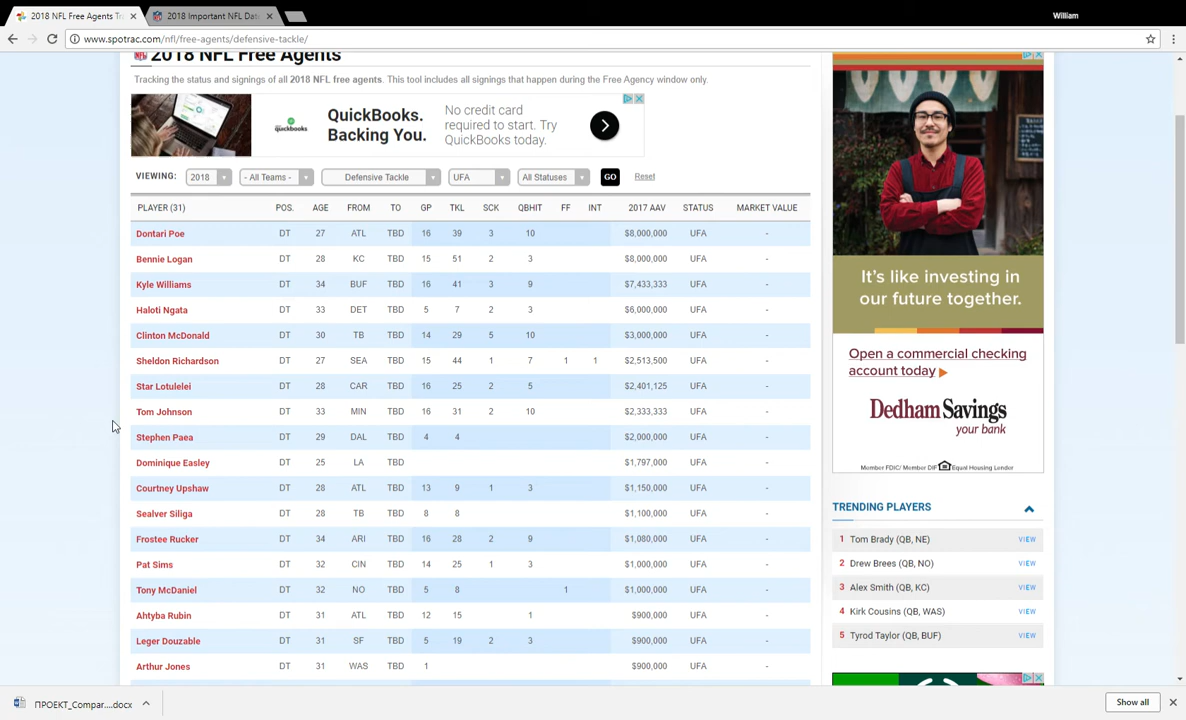 2018 NFL Free Agents Tr
2018 Important NFL Dat
William
www.spotrac.com/nfl/free-agents/defensive-tackle/
2018 NFL Free Agents
Tracking the status and signings of all 2018 NFL free agents. This tool includes all signings that happen during the Free Agency window only.
quickbooks
QuickBooks.
Backing You.
No credit card
required to start. Try
QuickBooks today.
VIEWING: 2018 - All Teams - Defensive Tackle UFA All Statuses GO Reset
PLAYER (31) POS. AGE FROM TO GP TKL SCK QBHIT FF INT 2017 AAV STATUS MARKET VALUE
Dontari Poe DT 27 ATL TBD 16 39 3 10 $8,000,000 UFA -
Bennie Logan DT 28 KC TBD 15 51 2 3 $8,000,000 UFA -
Kyle Williams DT 34 BUF TBD 16 41 3 9 $7,433,333 UFA -
Haloti Ngata DT 33 DET TBD 5 7 2 3 $6,000,000 UFA -
Clinton McDonald DT 30 TB TBD 14 29 5 10 $3,000,000 UFA -
Sheldon Richardson DT 27 SEA TBD 15 44 1 7 1 1 $2,513,500 UFA -
Star Lotulelei DT 28 CAR TBD 16 25 2 5 $2,401,125 UFA -
Tom Johnson DT 33 MIN TBD 16 31 2 10 $2,333,333 UFA -
Stephen Paea DT 29 DAL TBD 4 4 $2,000,000 UFA -
Dominique Easley DT 25 LA TBD $1,797,000 UFA -
Courtney Upshaw DT 28 ATL TBD 13 9 1 3 $1,150,000 UFA -
Sealver Siliga DT 28 TB TBD 8 8 $1,100,000 UFA -
Frostee Rucker DT 34 ARI TBD 16 28 2 9 $1,080,000 UFA -
Pat Sims DT 32 CIN TBD 14 25 1 3 $1,000,000 UFA -
Tony McDaniel DT 32 NO TBD 5 8 1 $1,000,000 UFA -
Ahtyba Rubin DT 31 ATL TBD 12 15 1 $900,000 UFA -
Leger Douzable DT 31 SF TBD 5 19 2 3 $900,000 UFA -
Arthur Jones DT 31 WAS TBD 1 $900,000 UFA -
It's like investing in
our future together.
Open a commercial checking
account today
Dedham Savings
your bank
Member FDIC/ Member DIF Equal Housing Lender
TRENDING PLAYERS
1 Tom Brady (QB, NE) VIEW
2 Drew Brees (QB, NO) VIEW
3 Alex Smith (QB, KC) VIEW
4 Kirk Cousins (QB, WAS) VIEW
5 Tyrod Taylor (QB, BUF) VIEW
ПРОЕКТ_Compar....docx
Show all